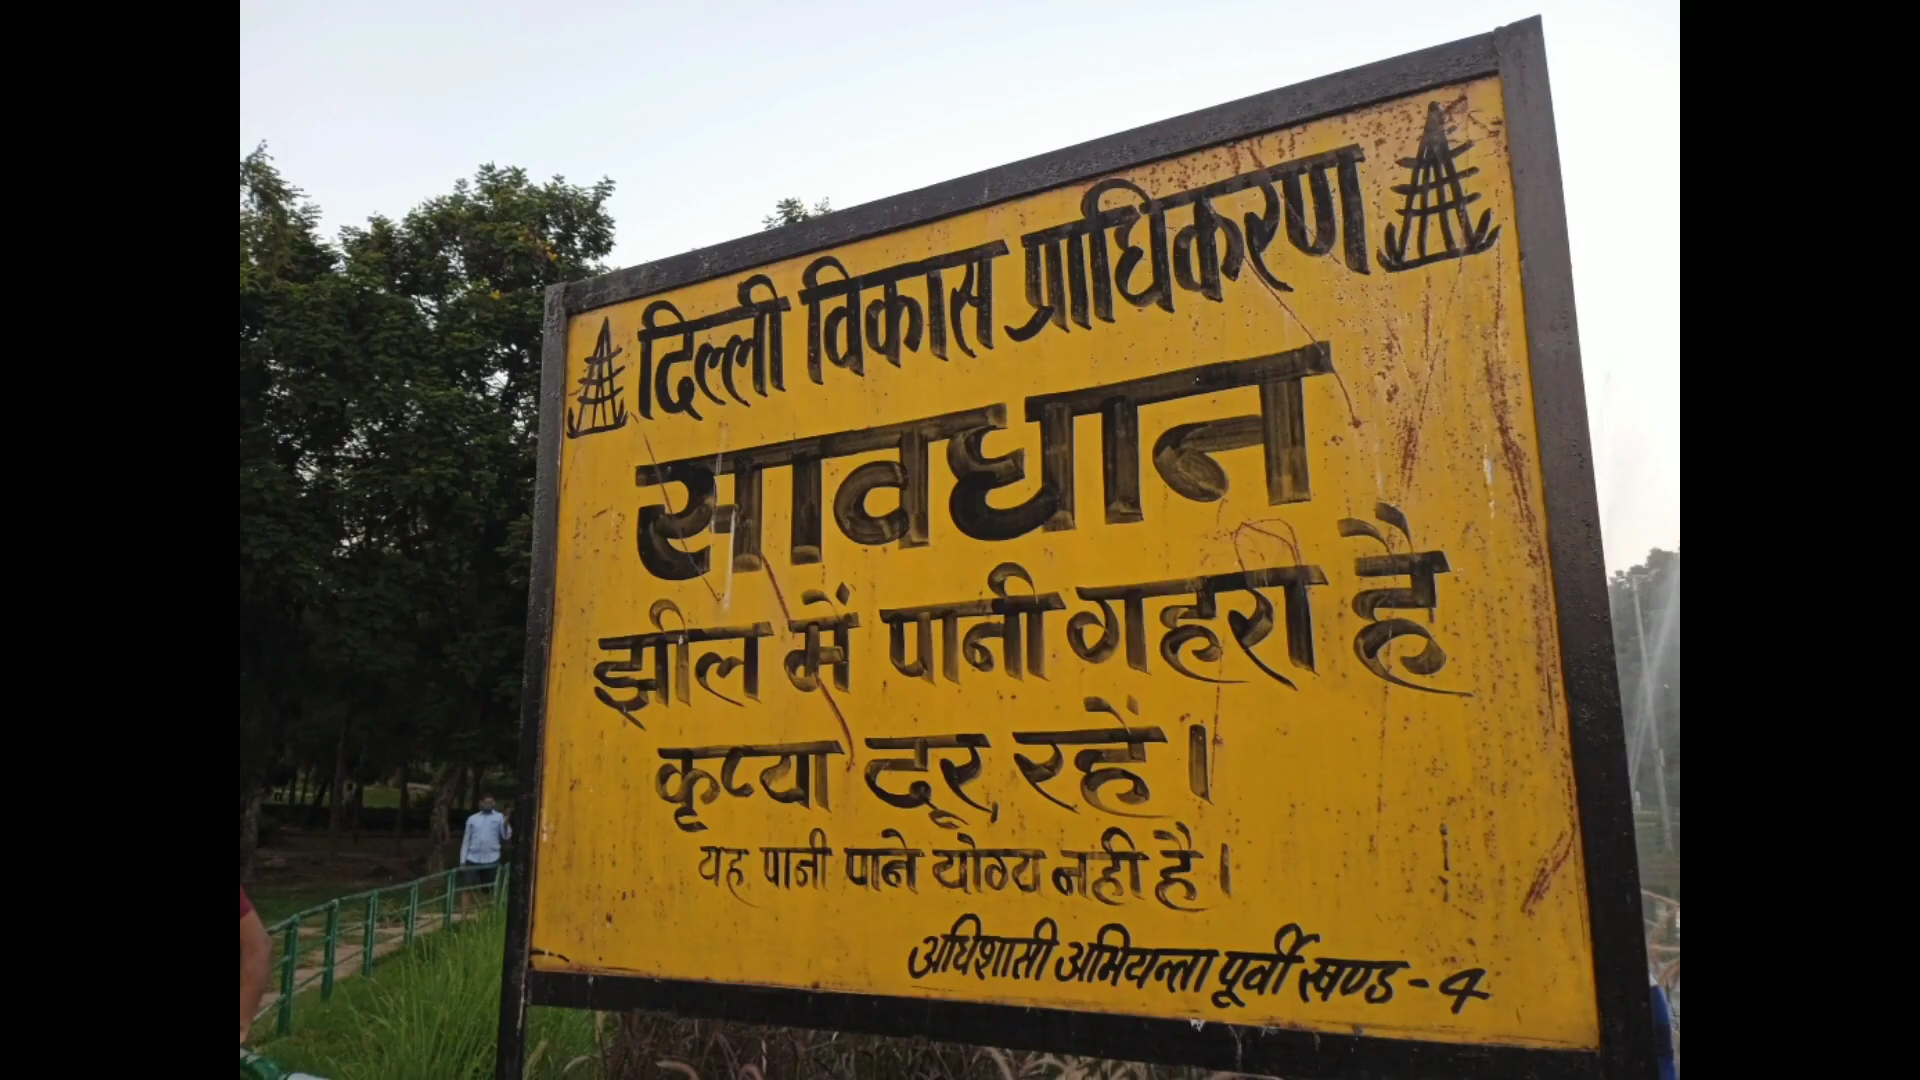 दिल्ली विकास प्राधिकरण
सावधान
झील में पानी गहरा है
कृप्या दूर रहें।
यह पानी पाने योग्य नही है।
अधिशासी अभियन्ता पूर्वी खण्ड - 4